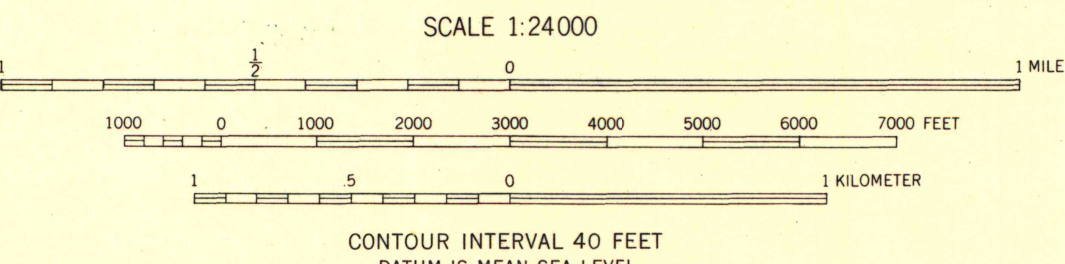 SCALE 1:24000
1 1/2 0 1 MILE
1000 0 1000 2000 3000 4000 5000 6000 7000 FEET
1 .5 0 1 KILOMETER
CONTOUR INTERVAL 40 FEET
DATUM IS MEAN SEA LEVEL